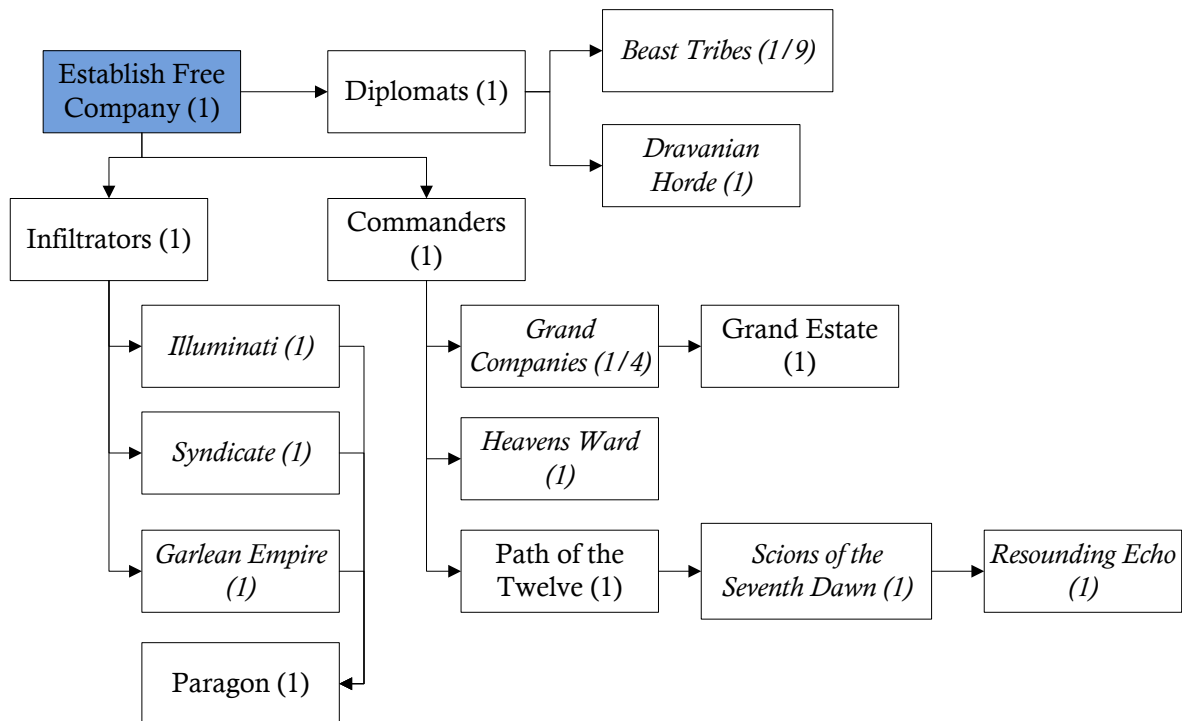 Establish Free
Company (1)
Diplomats (1)
Beast Tribes (1/9)
Dravanian
Horde (1)
Infiltrators (1)
Commanders
(1)
Illuminati (1)
Grand
Companies (1/4)
Grand Estate
(1)
Syndicate (1)
Heavens Ward
(1)
Garlean Empire
(1)
Path of the
Twelve (1)
Scions of the
Seventh Dawn (1)
Resounding Echo
(1)
Paragon (1)